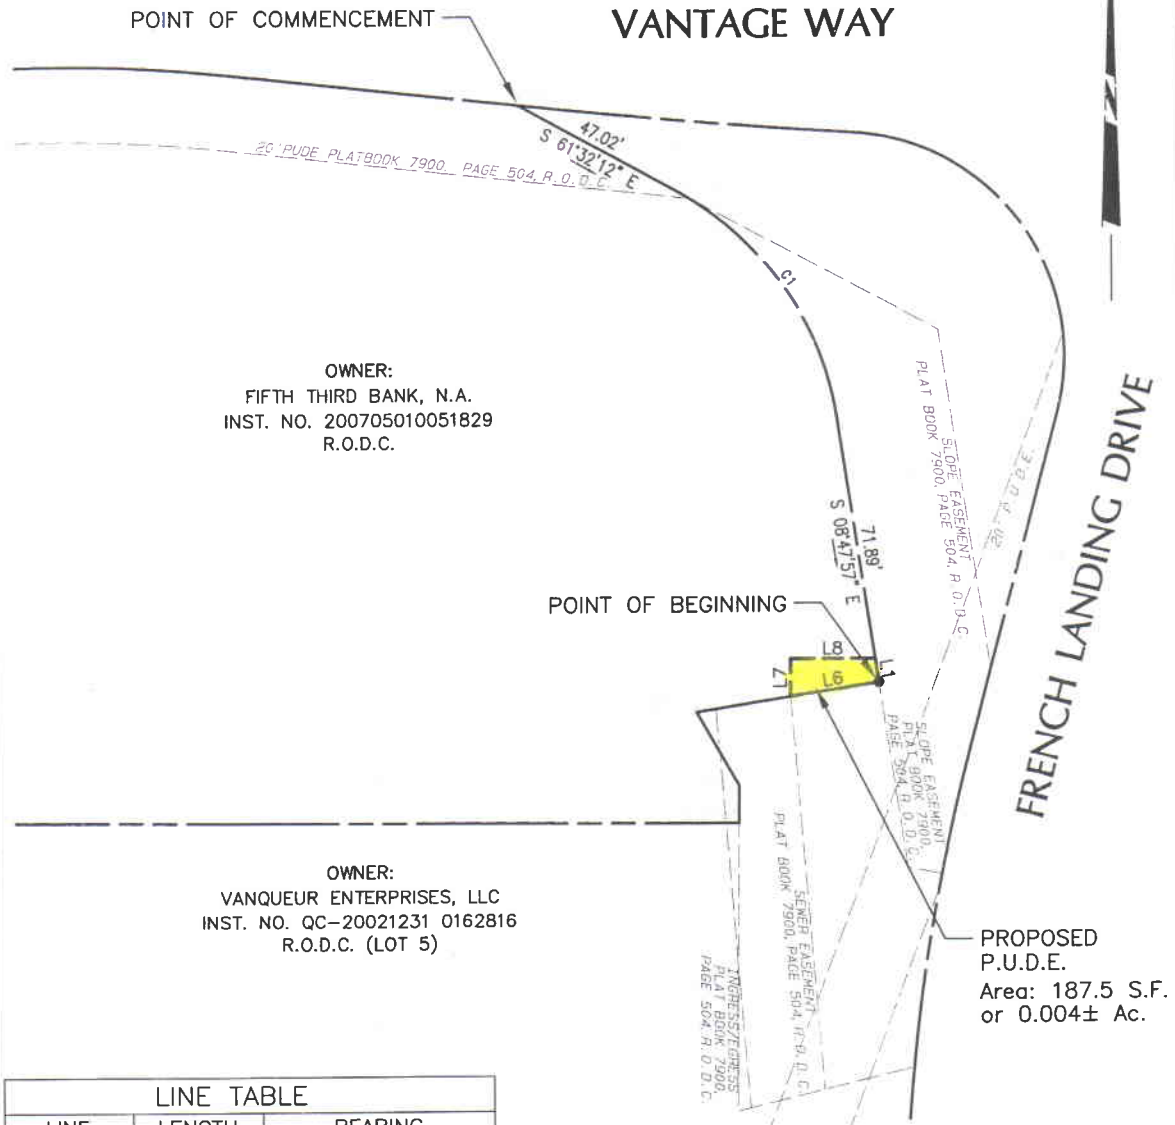 POINT OF COMMENCEMENT
VANTAGE WAY
N
47.02'
S 61°32'12" E
20' PUDE PLATBOOK 7900, PAGE 504, R.O.D.C.
C1
OWNER:
FIFTH THIRD BANK, N.A.
INST. NO. 200705010051829
R.O.D.C.
SLOPE EASEMENT
PLAT BOOK 7900, PAGE 504, R.O.D.C.
20' P.U.D.E.
FRENCH LANDING DRIVE
71.89'
S 08°47'57" E
POINT OF BEGINNING
L8
L1
L7
L6
SLOPE EASEMENT
PLAT BOOK 7900,
PAGE 504, R.O.D.C.
SEWER EASEMENT
PLAT BOOK 7900, PAGE 504, R.O.D.C.
OWNER:
VANQUEUR ENTERPRISES, LLC
INST. NO. QC-20021231 0162816
R.O.D.C. (LOT 5)
INGRESS/EGRESS
PLAT BOOK 7900,
PAGE 504, R.O.D.C.
PROPOSED
P.U.D.E.
Area: 187.5 S.F.
or 0.004± Ac.
LINE TABLE
LINE LENGTH BEARING